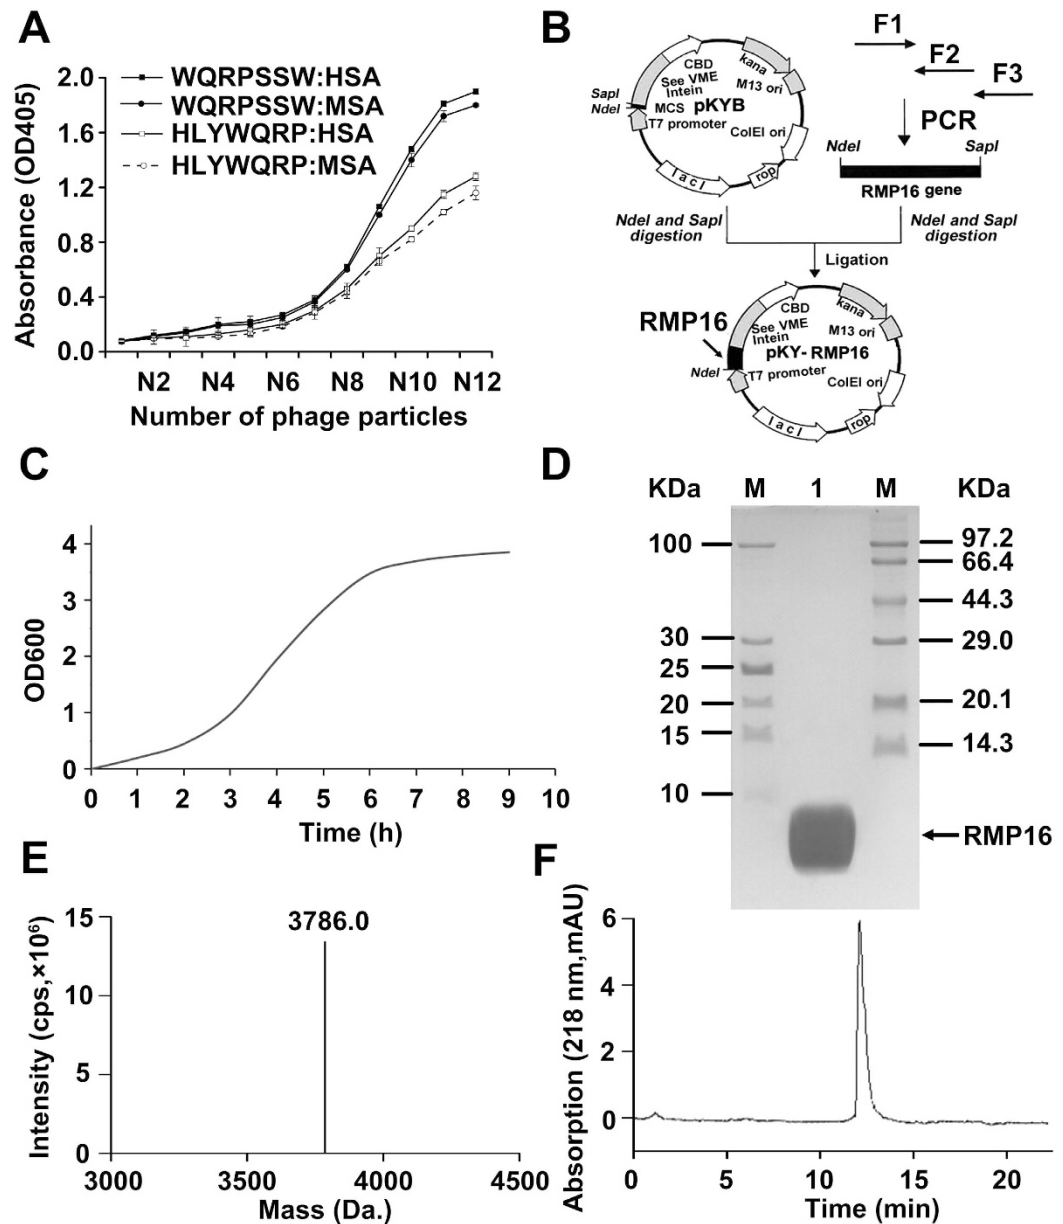 A
WQRPSSW:HSA
WQRPSSW:MSA
HLYWQRP:HSA
HLYWQRP:MSA
Absorbance (OD405)
2.0
1.6
1.2
0.8
0.4
0.0
N2 N4 N6 N8 N10 N12
Number of phage particles
B
CBD
See VME
Intein
kana
M13 ori
SapI
NdeI
MCS
pKYB
T7 promoter
ColEI ori
lacI
rop
F1
F2
F3
PCR
NdeI
SapI
RMP16 gene
NdeI and SapI
digestion
NdeI and SapI
digestion
Ligation
RMP16
CBD
See VME
Intein
kana
M13 ori
pKY-RMP16
NdeI
T7 promoter
ColEI ori
lacI
rop
C
OD600
4
3
2
1
0
0 1 2 3 4 5 6 7 8 9 10
Time (h)
D
KDa M 1 M KDa
100
30
25
20
15
10
97.2
66.4
44.3
29.0
20.1
14.3
RMP16
E
Intensity (cps,×10⁶)
15
10
5
0
3786.0
3000 3500 4000 4500
Mass (Da.)
F
Absorption (218 nm,mAU)
6
4
2
0
0 5 10 15 20
Time (min)